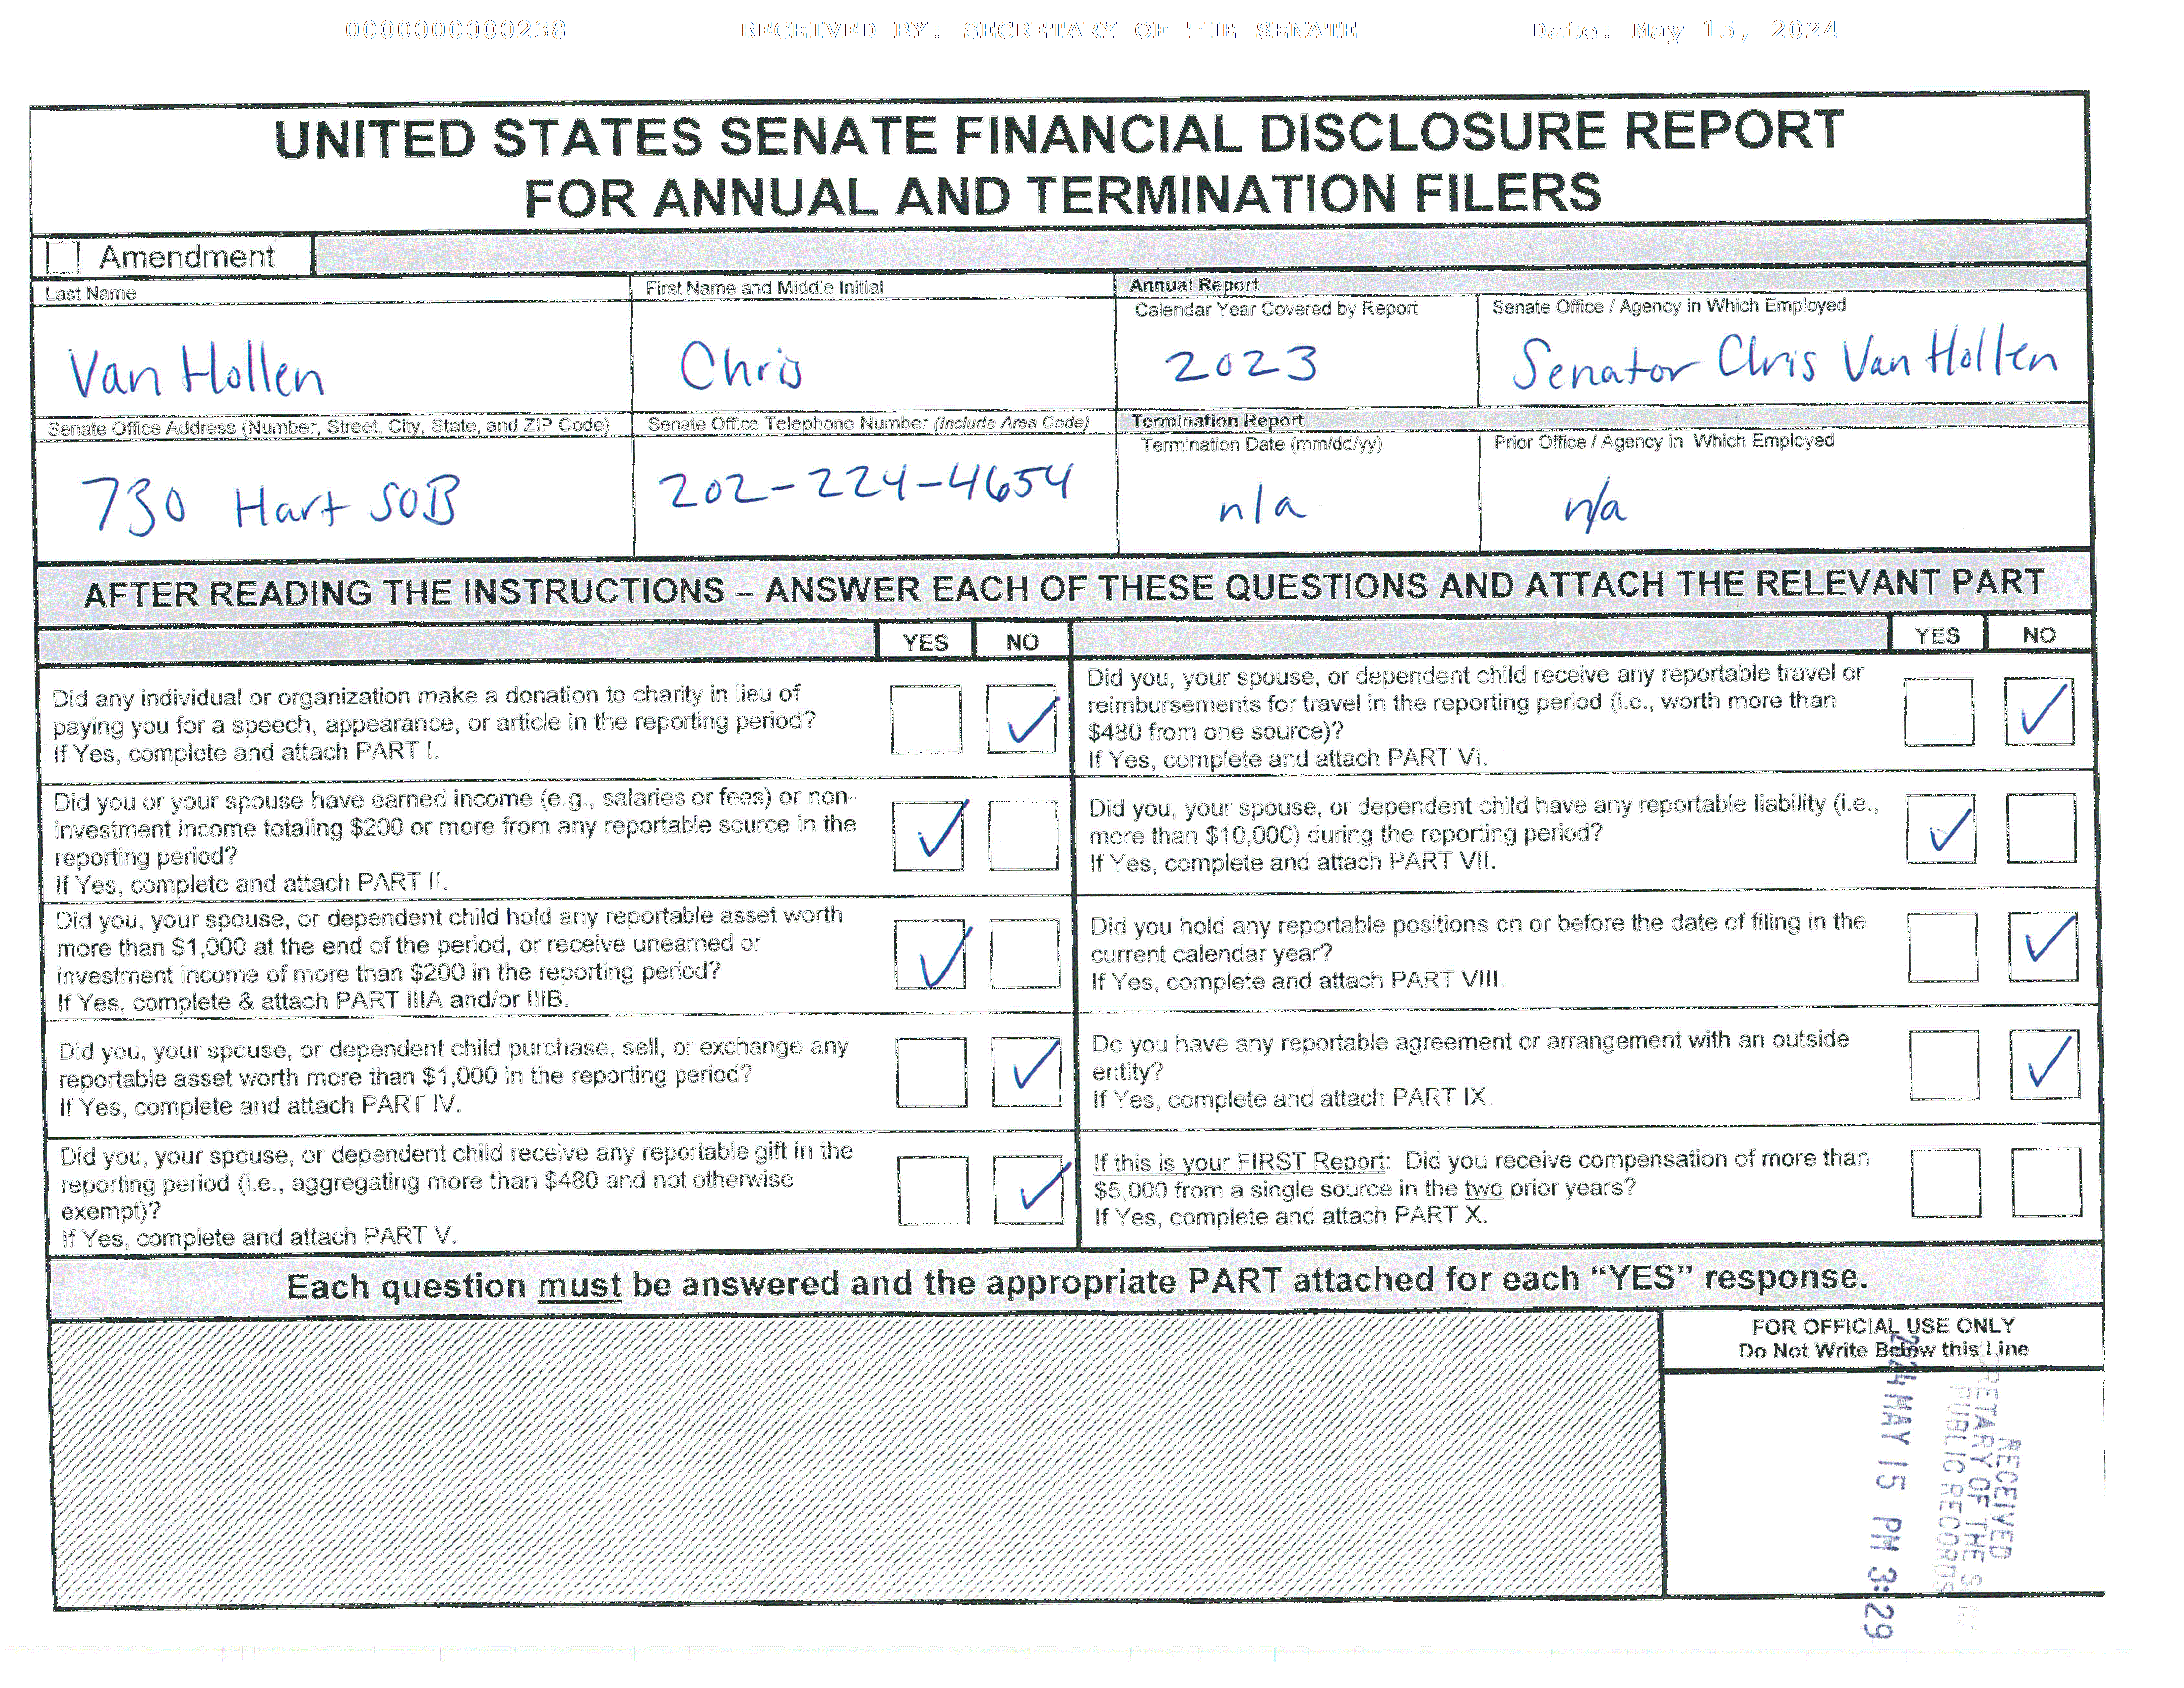 0000000000238 RECEIVED BY: SECRETARY OF THE SENATE Date: May 15, 2024
UNITED STATES SENATE FINANCIAL DISCLOSURE REPORT
FOR ANNUAL AND TERMINATION FILERS
Amendment
Last Name
Van Hollen
First Name and Middle Initial
Chris
Annual Report
Calendar Year Covered by Report
2023
Senate Office / Agency in Which Employed
Senator Chris Van Hollen
Senate Office Address (Number, Street, City, State, and ZIP Code)
730 Hart SOB
Senate Office Telephone Number (Include Area Code)
202-224-4654
Termination Report
Termination Date (mm/dd/yy)
n/a
Prior Office / Agency in Which Employed
n/a
AFTER READING THE INSTRUCTIONS – ANSWER EACH OF THESE QUESTIONS AND ATTACH THE RELEVANT PART
YES NO
Did any individual or organization make a donation to charity in lieu of
paying you for a speech, appearance, or article in the reporting period?
If Yes, complete and attach PART I.
Did you or your spouse have earned income (e.g., salaries or fees) or non-
investment income totaling $200 or more from any reportable source in the
reporting period?
If Yes, complete and attach PART II.
Did you, your spouse, or dependent child hold any reportable asset worth
more than $1,000 at the end of the period, or receive unearned or
investment income of more than $200 in the reporting period?
If Yes, complete & attach PART IIIA and/or IIIB.
Did you, your spouse, or dependent child purchase, sell, or exchange any
reportable asset worth more than $1,000 in the reporting period?
If Yes, complete and attach PART IV.
Did you, your spouse, or dependent child receive any reportable gift in the
reporting period (i.e., aggregating more than $480 and not otherwise
exempt)?
If Yes, complete and attach PART V.
YES NO
Did you, your spouse, or dependent child receive any reportable travel or
reimbursements for travel in the reporting period (i.e., worth more than
$480 from one source)?
If Yes, complete and attach PART VI.
Did you, your spouse, or dependent child have any reportable liability (i.e.,
more than $10,000) during the reporting period?
If Yes, complete and attach PART VII.
Did you hold any reportable positions on or before the date of filing in the
current calendar year?
If Yes, complete and attach PART VIII.
Do you have any reportable agreement or arrangement with an outside
entity?
If Yes, complete and attach PART IX.
If this is your FIRST Report: Did you receive compensation of more than
$5,000 from a single source in the two prior years?
If Yes, complete and attach PART X.
Each question must be answered and the appropriate PART attached for each “YES” response.
FOR OFFICIAL USE ONLY
Do Not Write Below this Line
RECEIVED
OF THE
PUBLIC RECORDS
MAY 15 PM 3:29